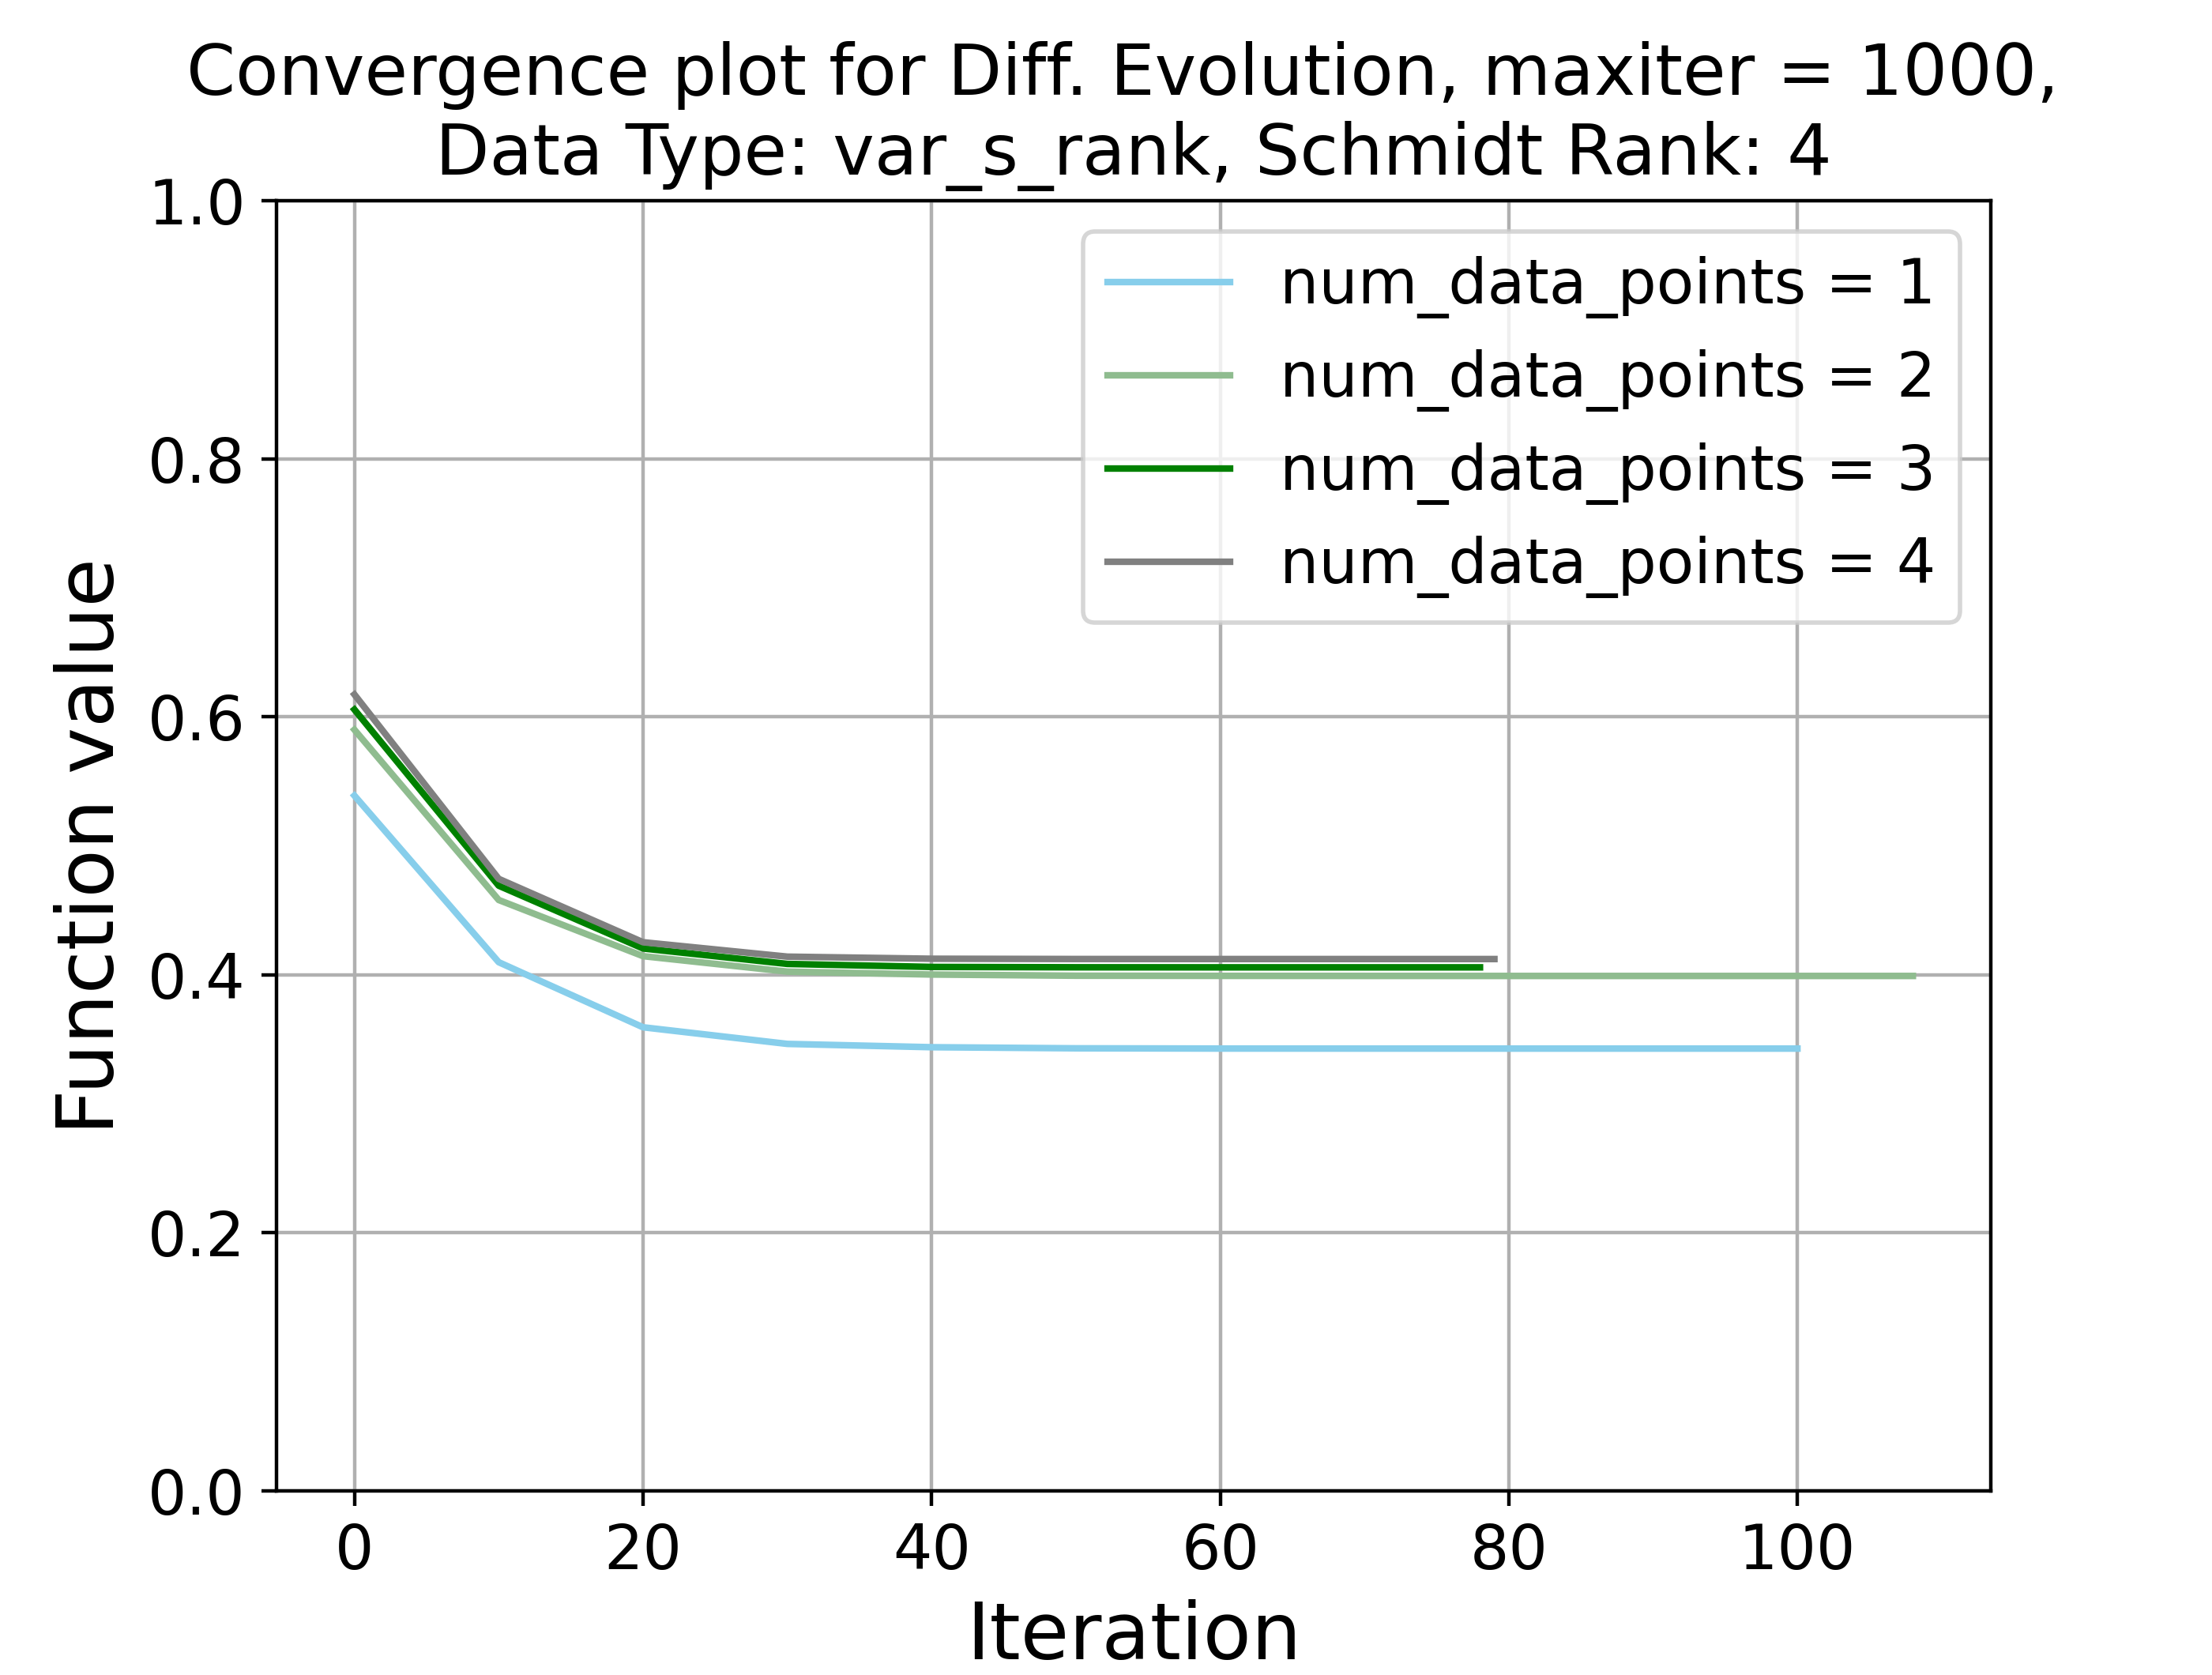 Convergence plot for Diff. Evolution, maxiter = 1000,
Data Type: var_s_rank, Schmidt Rank: 4
1.0
0.8
0.6
0.4
0.2
0.0
Function value
num_data_points = 1
num_data_points = 2
num_data_points = 3
num_data_points = 4
0 20 40 60 80 100
Iteration